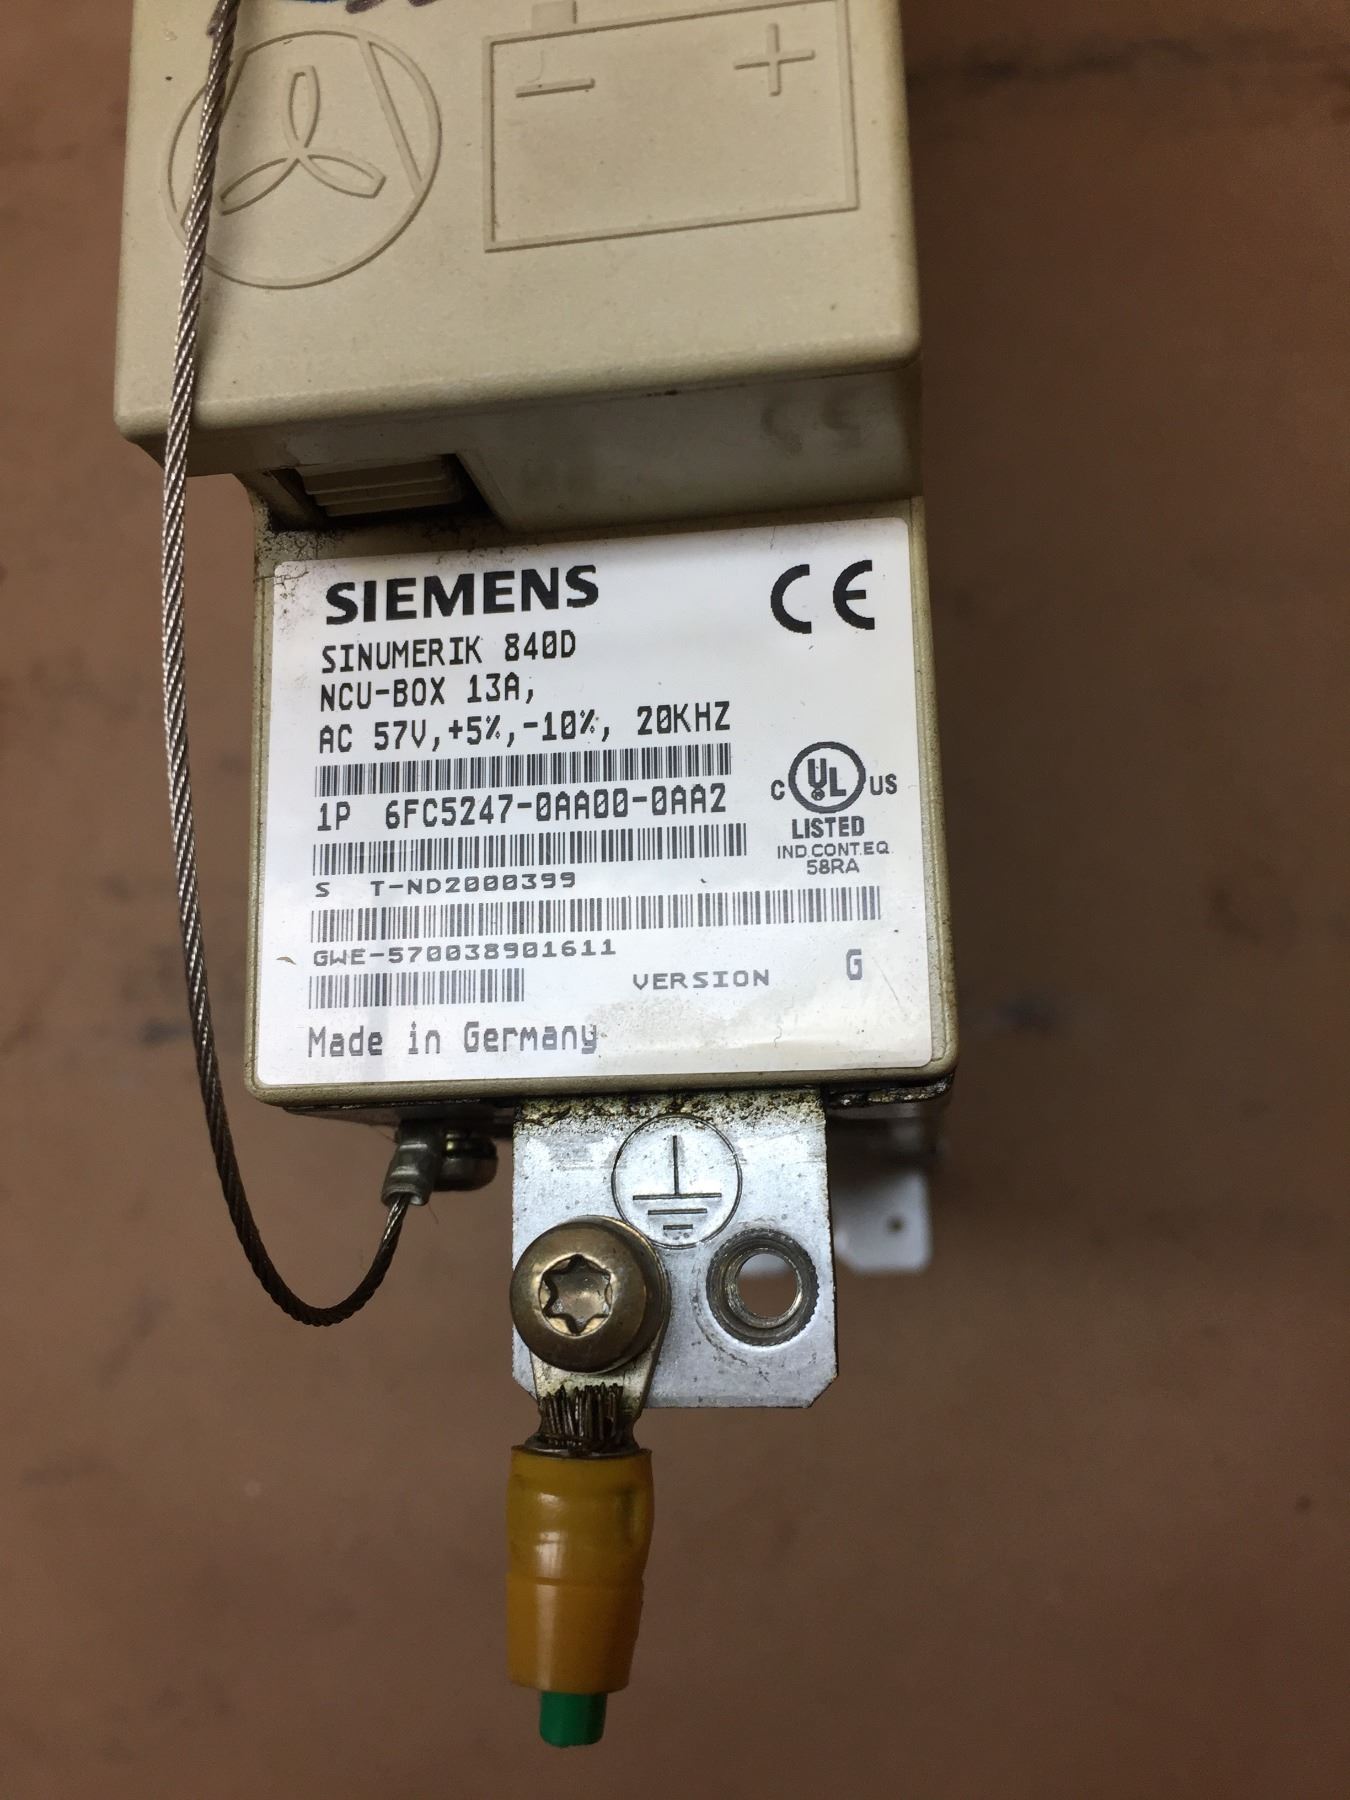 SIEMENS
CE
SINUMERIK 840D
NCU-BOX 13A,
AC 57V,+5%,-10%, 20KHZ
1P 6FC5247-0AA00-0AA2
C UL® US
LISTED
IND.CONT.EQ.
58RA
S T-ND2000399
GWE-570038901611
VERSION G
Made in Germany